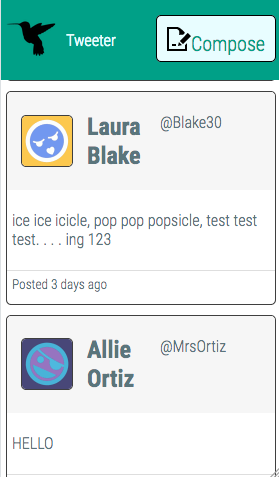 Tweeter
Compose
Laura
Blake
@Blake30
ice ice icicle, pop pop popsicle, test test
test. . . . ing 123
Posted 3 days ago
Allie
Ortiz
@MrsOrtiz
HELLO